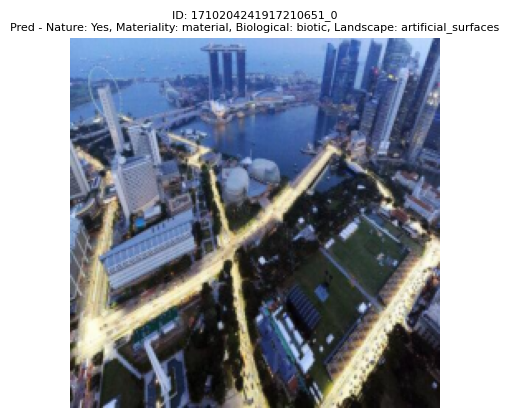 ID: 1710204241917210651_0
Pred - Nature: Yes, Materiality: material, Biological: biotic, Landscape: artificial_surfaces